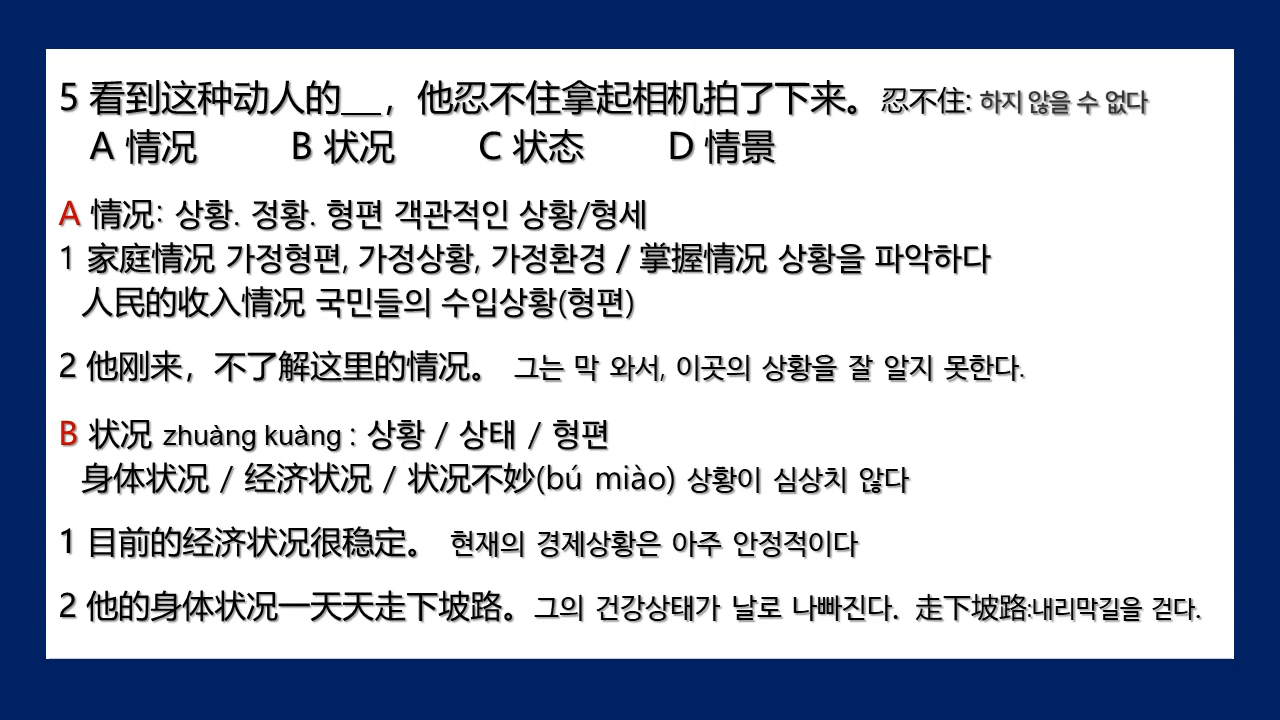 5 看到这种动人的__，他忍不住拿起相机拍了下来。忍不住: 하지 않을 수 없다
A 情况 B 状况 C 状态 D 情景
A 情况: 상황. 정황. 형편 객관적인 상황/형세
1 家庭情况 가정형편, 가정상황, 가정환경 / 掌握情况 상황을 파악하다
人民的收入情况 국민들의 수입상황(형편)
2 他刚来，不了解这里的情况。 그는 막 와서, 이곳의 상황을 잘 알지 못한다.
B 状况 zhuàng kuàng : 상황 / 상태 / 형편
身体状况 / 经济状况 / 状况不妙(bú miào) 상황이 심상치 않다
1 目前的经济状况很稳定。 현재의 경제상황은 아주 안정적이다
2 他的身体状况一天天走下坡路。그의 건강상태가 날로 나빠진다. 走下坡路:내리막길을 걷다.